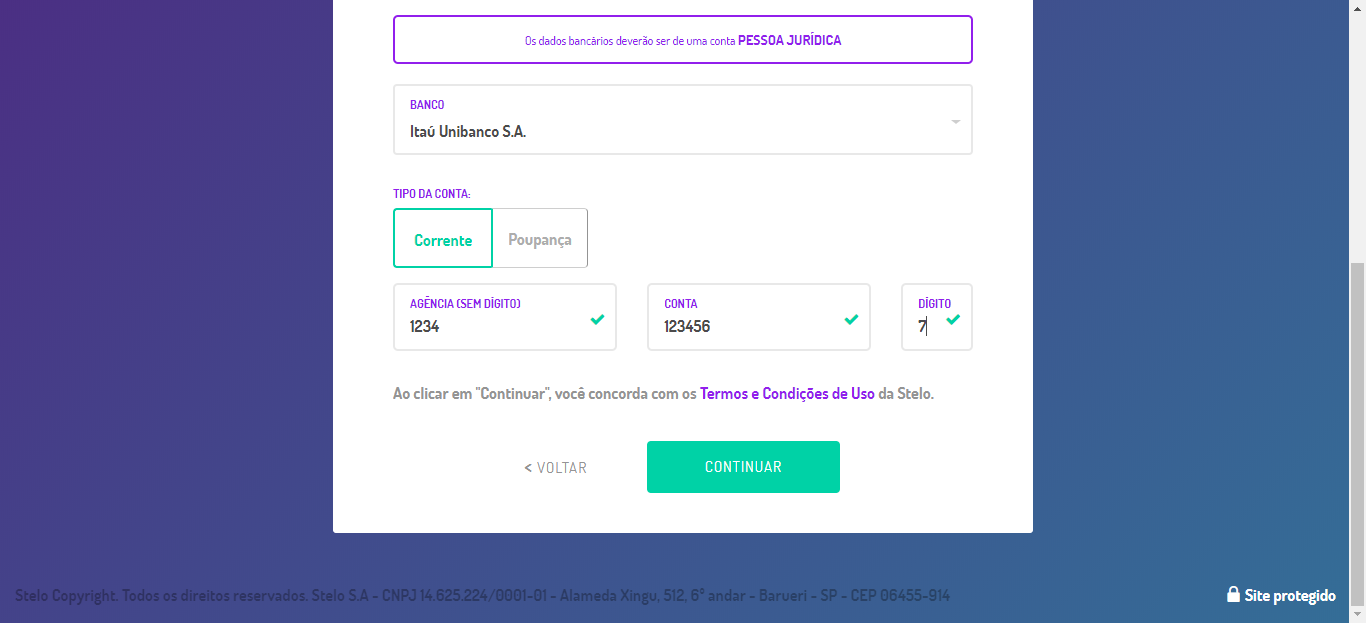 Os dados bancários deverão ser de uma conta PESSOA JURÍDICA
BANCO
Itaú Unibanco S.A.
TIPO DA CONTA:
Corrente
Poupança
AGÊNCIA (SEM DÍGITO)
1234
CONTA
123456
DÍGITO
7
Ao clicar em "Continuar", você concorda com os Termos e Condições de Uso da Stelo.
< VOLTAR
CONTINUAR
Stelo Copyright. Todos os direitos reservados. Stelo S.A - CNPJ 14.625.224/0001-01 - Alameda Xingu, 512, 6° andar - Barueri - SP - CEP 06455-914
Site protegido